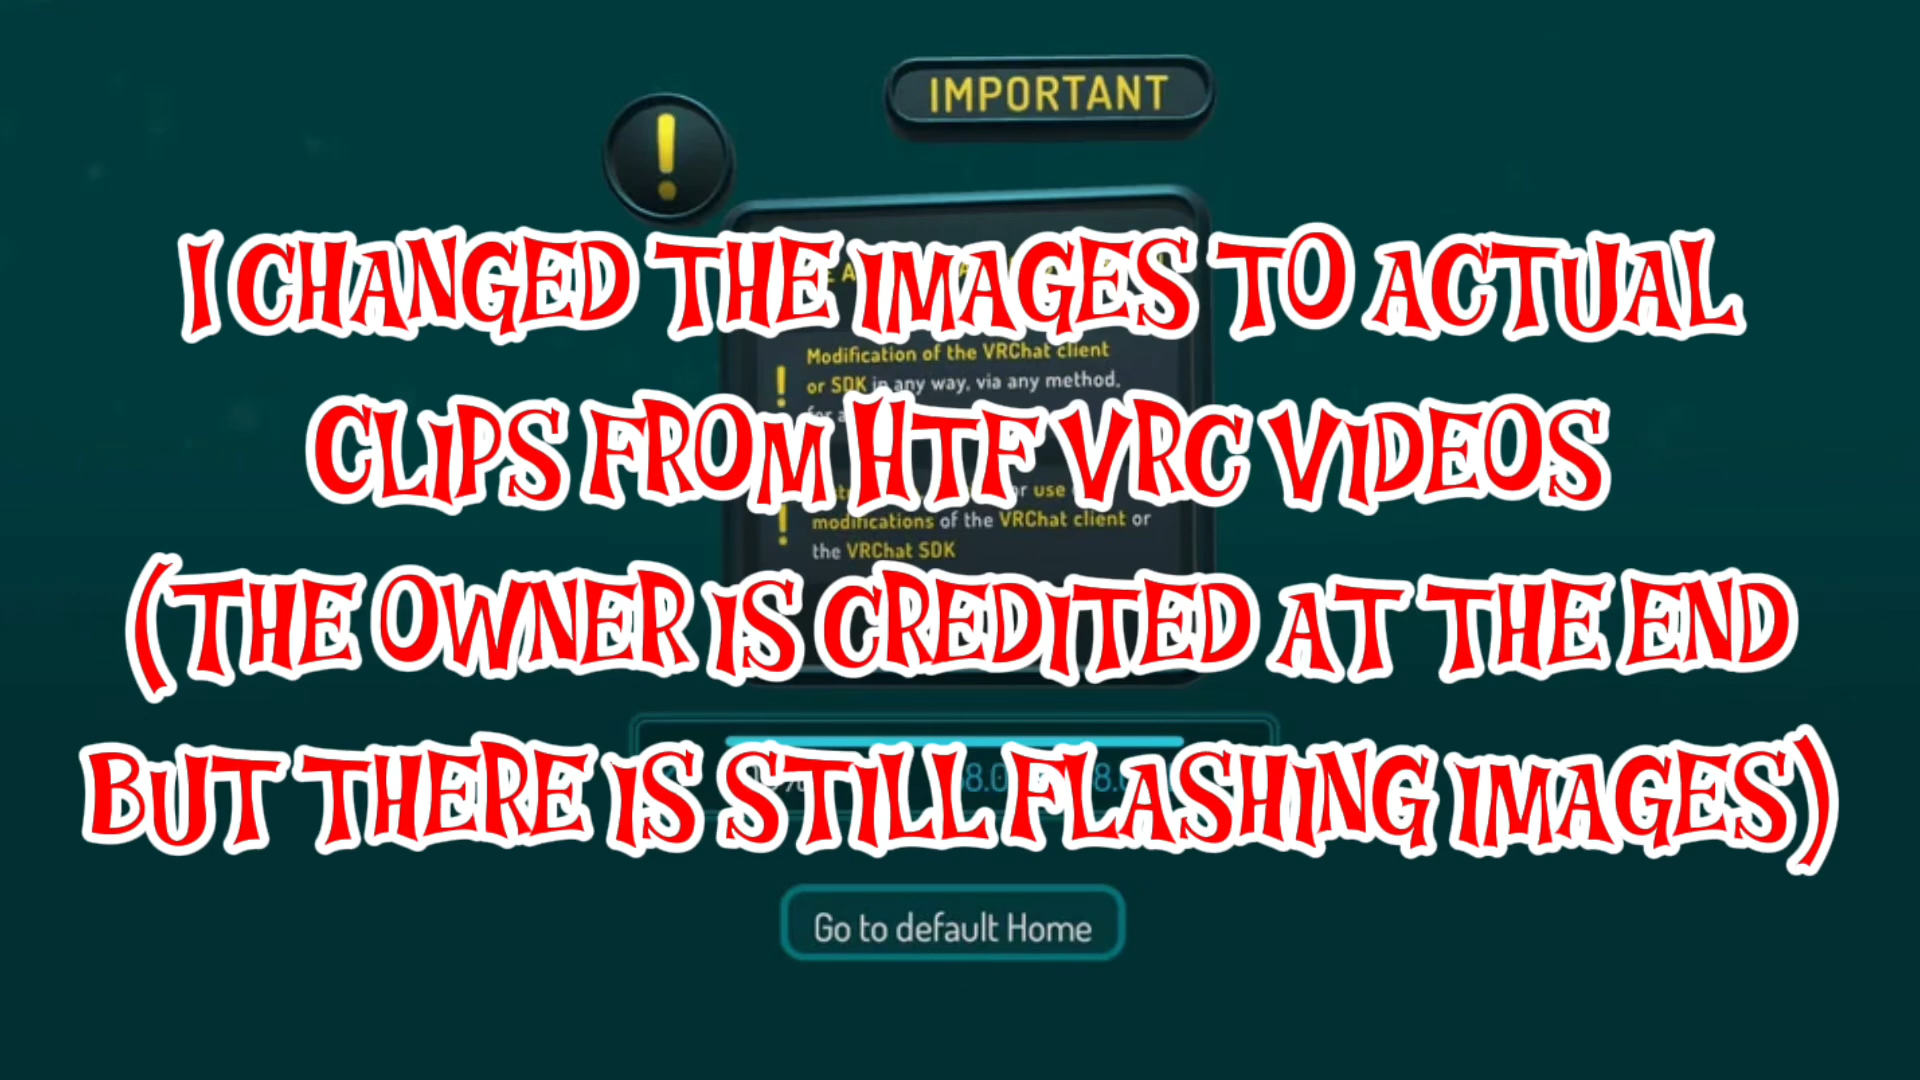 IMPORTANT
!
I CHANGED THE IMAGES TO ACTUAL
Modification of the VRChat client
! or SDK in any way, via any method,
CLIPS FROM HTF VRC VIDEOS
or use
! modifications of the VRChat client or
the VRChat SDK
(THE OWNER IS CREDITED AT THE END
BUT THERE IS STILL FLASHING IMAGES)
Go to default Home